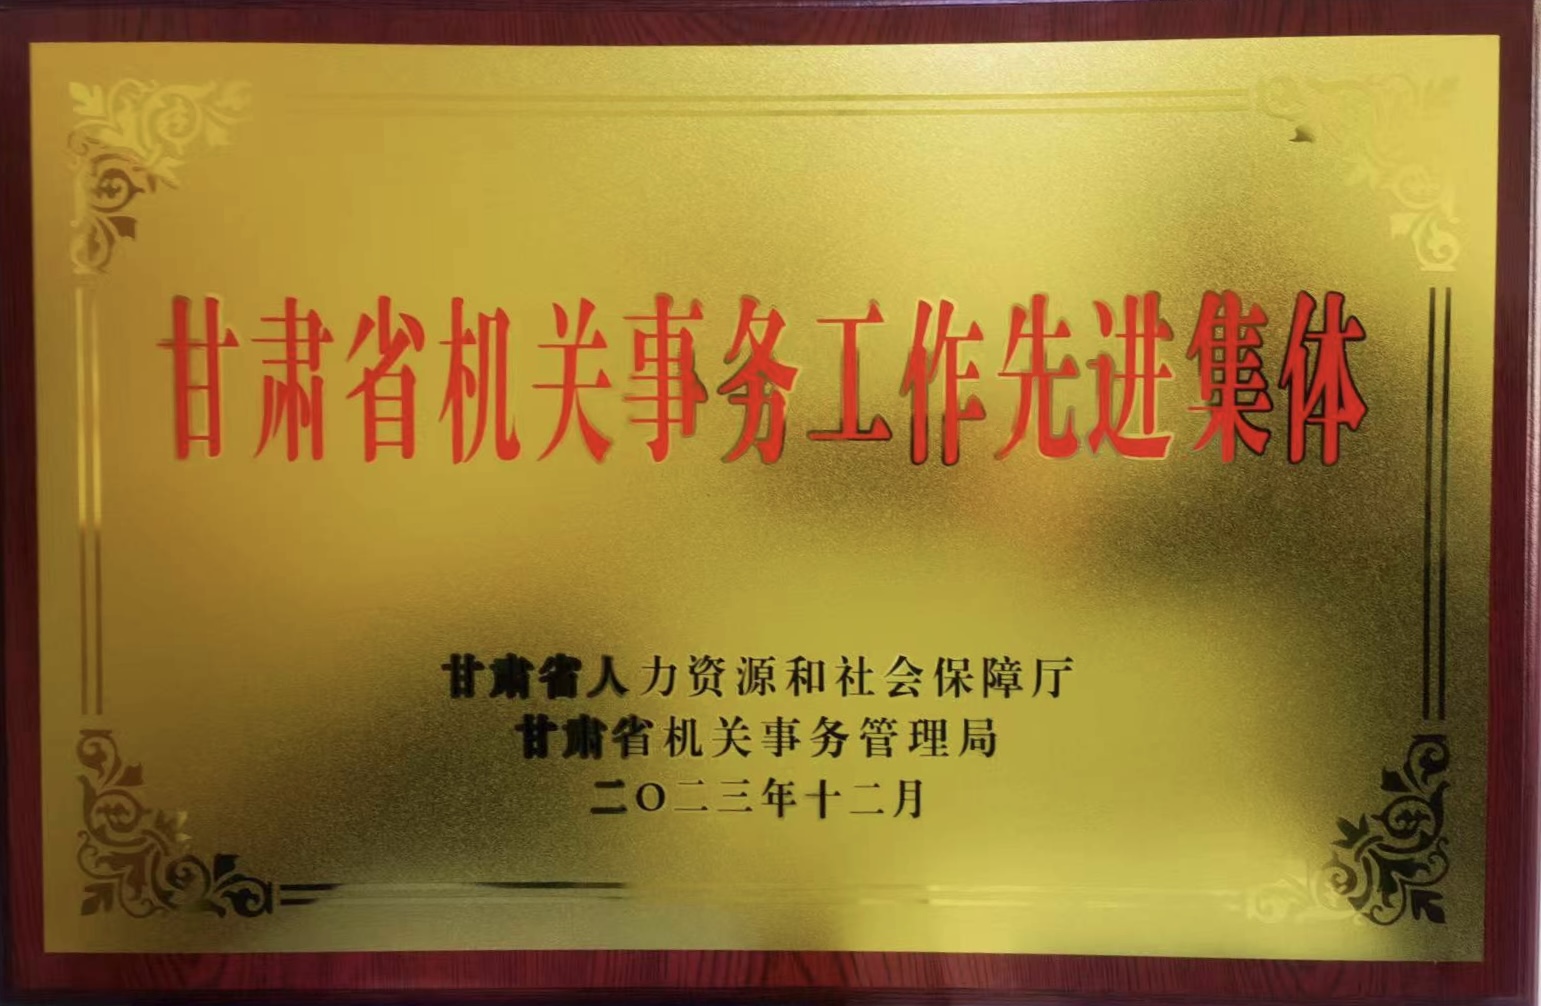 甘肃省机关事务工作先进集体
甘肃省人力资源和社会保障厅
甘肃省机关事务管理局
二〇二三年十二月